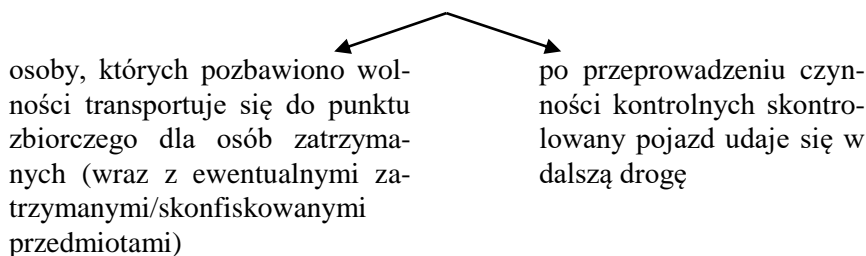 osoby, których pozbawiono wol-
ności transportuje się do punktu
zbiorczego dla osób zatrzyma-
nych (wraz z ewentualnymi za-
trzymanymi/skonfiskowanymi
przedmiotami)
po przeprowadzeniu czyn-
ności kontrolnych skontro-
lowany pojazd udaje się w
dalszą drogę